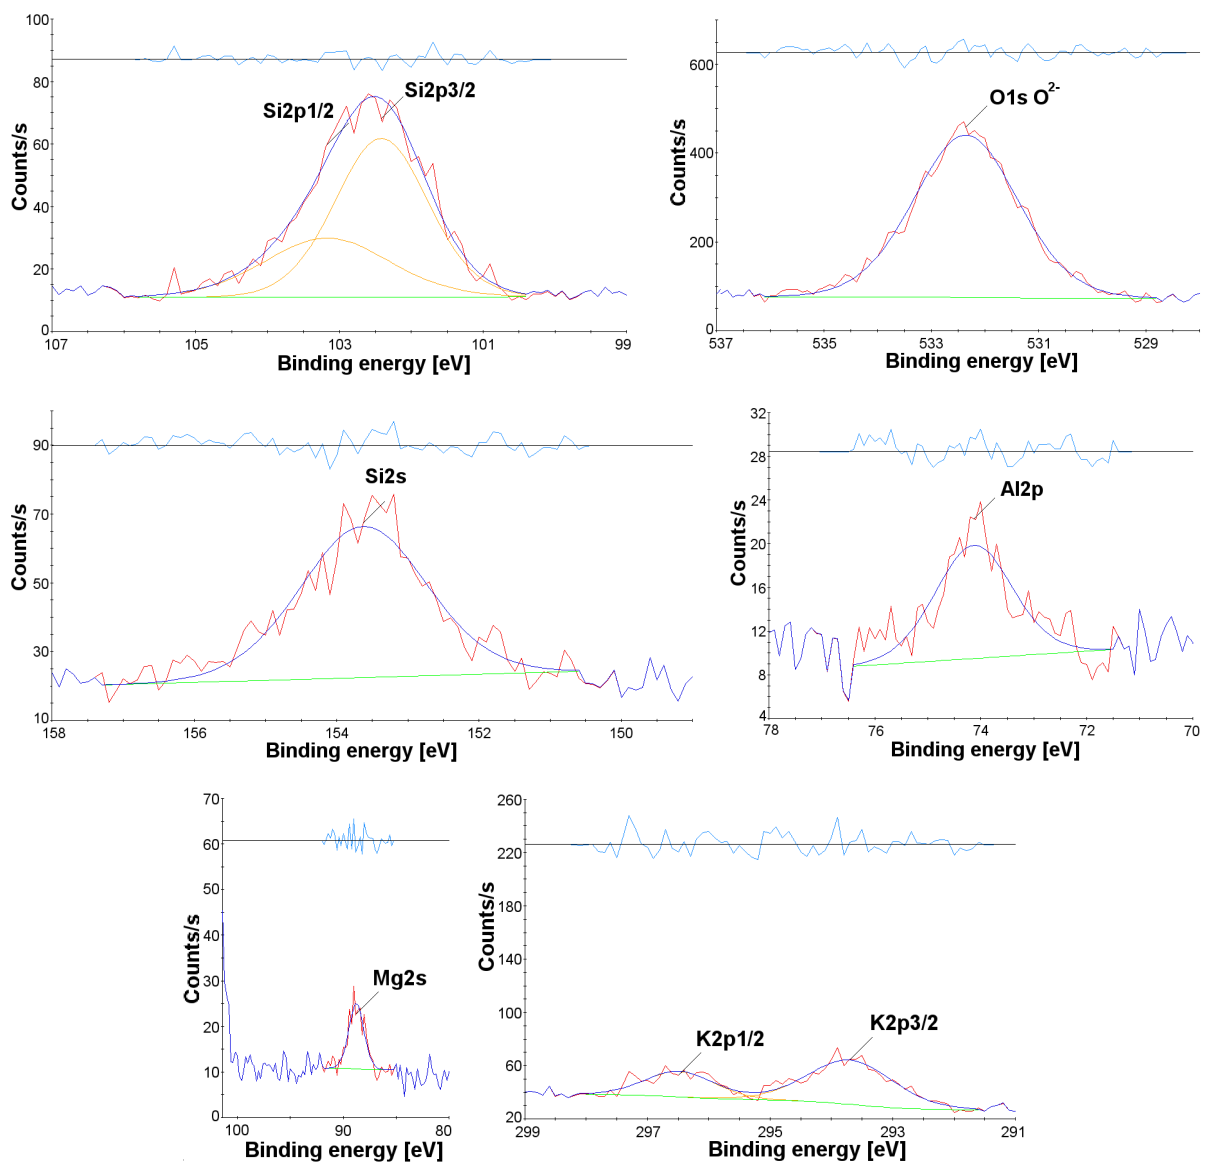 100
80
60
40
20
0
Counts/s
Si2p1/2
Si2p3/2
107 105 103 101 99
Binding energy [eV]
600
400
200
0
Counts/s
O1s O2-
537 535 533 531 529
Binding energy [eV]
90
70
50
30
10
Counts/s
Si2s
158 156 154 152 150
Binding energy [eV]
32
28
24
20
16
12
8
4
Counts/s
Al2p
78 76 74 72 70
Binding energy [eV]
70
60
50
40
30
20
10
0
Counts/s
Mg2s
100 90 80
Binding energy [eV]
260
220
180
140
100
60
20
Counts/s
K2p1/2
K2p3/2
299 297 295 293 291
Binding energy [eV]